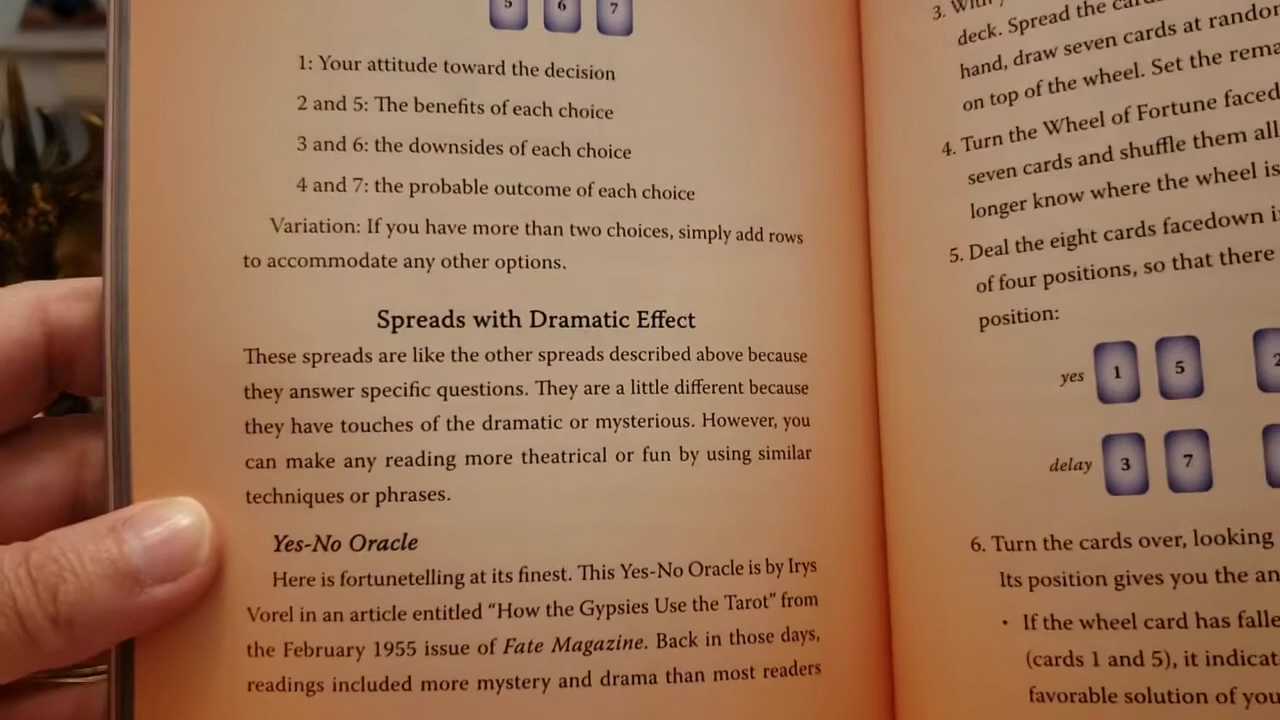 5 6 7
1: Your attitude toward the decision
2 and 5: The benefits of each choice
3 and 6: the downsides of each choice
4 and 7: the probable outcome of each choice
Variation: If you have more than two choices, simply add rows
to accommodate any other options.
Spreads with Dramatic Effect
These spreads are like the other spreads described above because
they answer specific questions. They are a little different because
they have touches of the dramatic or mysterious. However, you
can make any reading more theatrical or fun by using similar
techniques or phrases.
Yes-No Oracle
Here is fortunetelling at its finest. This Yes-No Oracle is by Irys
Vorel in an article entitled “How the Gypsies Use the Tarot” from
the February 1955 issue of Fate Magazine. Back in those days,
readings included more mystery and drama than most readers
3. With
deck. Spread the
hand, draw seven cards at
on top of the wheel. Set the
4. Turn the Wheel of Fortune
seven cards and shuffle them all
longer know where the wheel is
5. Deal the eight cards facedown
of four positions, so that there
position:
yes 1 5 2
delay 3 7
6. Turn the cards over, looking
Its position gives you the
• If the wheel card has
(cards 1 and 5), it
favorable solution of